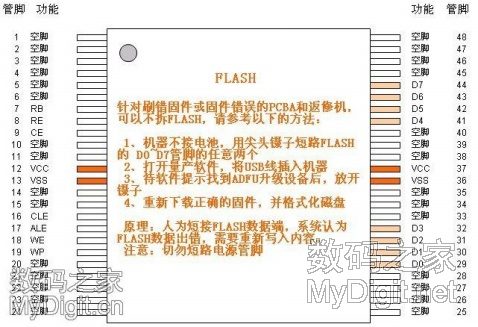 管脚 功能
1 空脚
2 空脚
3 空脚
4 空脚
5 空脚
6 空脚
7 RB
8 RE
9 CE
10 空脚
11 空脚
12 VCC
13 VSS
14 空脚
15 空脚
16 CLE
17 ALE
18 WE
19 WP
20 空脚
FLASH
针对刷错固件或固件错误的PCBA和返修机，
可以不拆FLASH，请参考以下的方法：
1、机器不接电池，用尖头镊子短路FLASH
的 D0 D7管脚的任意两个
2、打开量产软件，将USB线插入机器
3、待软件提示找到ADFU升级设备后，放开
镊子
4、重新下载正确的固件，并格式化磁盘
原理：人为短接FLASH数据端，系统认为
FLASH数据出错，需要重新写入内容
注意：切勿短路电源管脚
功能 管脚
空脚 48
空脚 47
空脚 46
空脚 45
D7 44
D6 43
D5 42
D4 41
空脚 40
空脚 39
空脚 38
VCC 37
VSS 36
空脚 35
空脚 34
空脚 33
D3 32
D2 31
D1 30
D0 29
空脚 28
空脚 27
空脚 26
空脚 25
数码之家
MyDigit.cn
数码之家
MyDigit.net